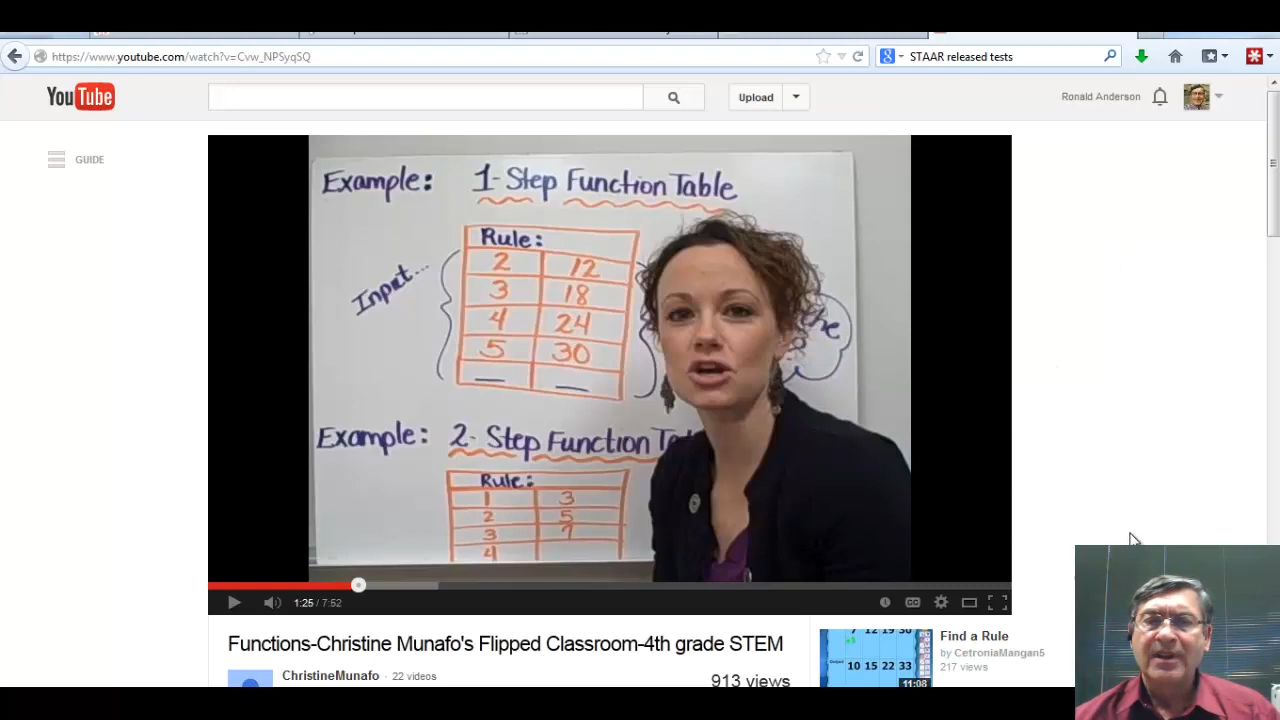 https://www.youtube.com/watch?v=Cvw_NPSyqSQ
STAAR released tests
YouTube
Upload
Ronald Anderson
GUIDE
Example: 1-Step Function Table
Rule:
Input...
2 12
3 18
4 24
5 30
Example: 2-Step Function
Rule:
1 3
2 5
3 7
4
1:25 / 7:52
CC
Functions-Christine Munafo's Flipped Classroom-4th grade STEM
ChristineMunafo · 22 videos
913 views
Find a Rule
by CetroniaMangan5
217 views
10 15 22 33
11:08